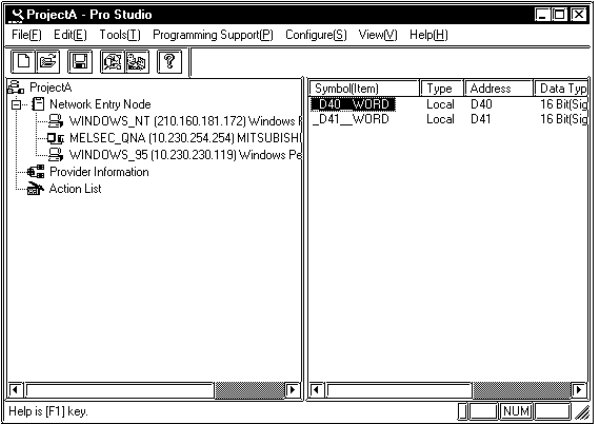 ProjectA - Pro Studio
File[F] Edit[E] Tools[T] Programming Support[P] Configure[S] View[V] Help[H]
ProjectA
Network Entry Node
WINDOWS_NT (210.160.181.172) Windows
MELSEC_QNA (10.230.254.254) MITSUBISHI
WINDOWS_95 (10.230.230.119) Windows Pe
Provider Information
Action List
Symbol(Item) Type Address Data Typ
_D40__WORD Local D40 16 Bit(Sig
_D41__WORD Local D41 16 Bit(Sig
Help is [F1] key.
NUM